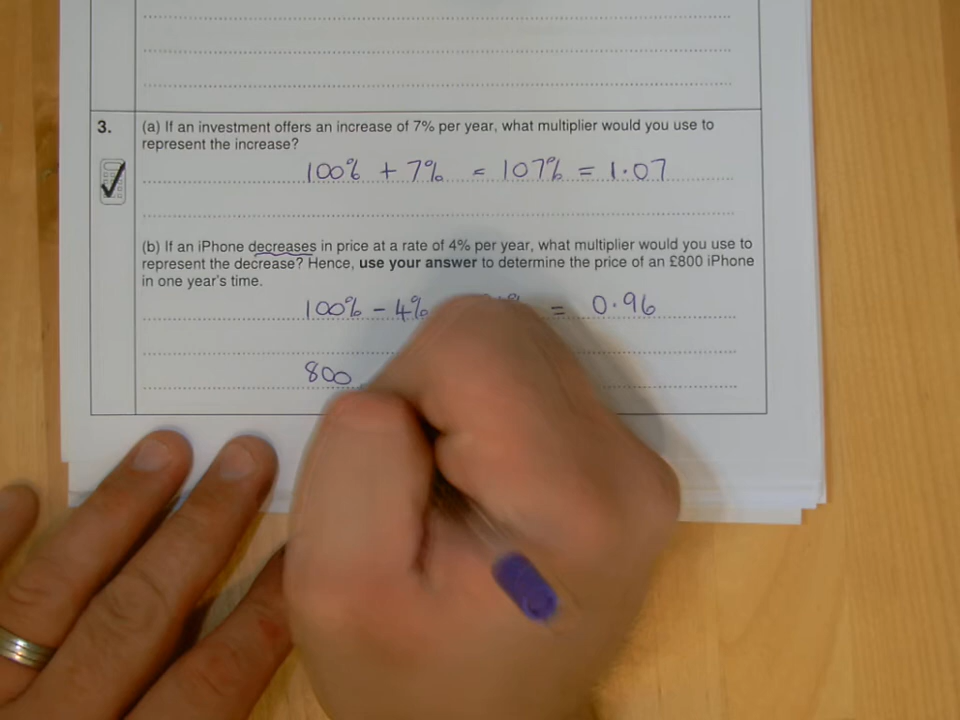 3.
(a) If an investment offers an increase of 7% per year, what multiplier would you use to
represent the increase?
100% + 7% = 107% = 1.07
(b) If an iPhone decreases in price at a rate of 4% per year, what multiplier would you use to
represent the decrease? Hence, use your answer to determine the price of an £800 iPhone
in one year's time.
100% - 4% = 0.96
800